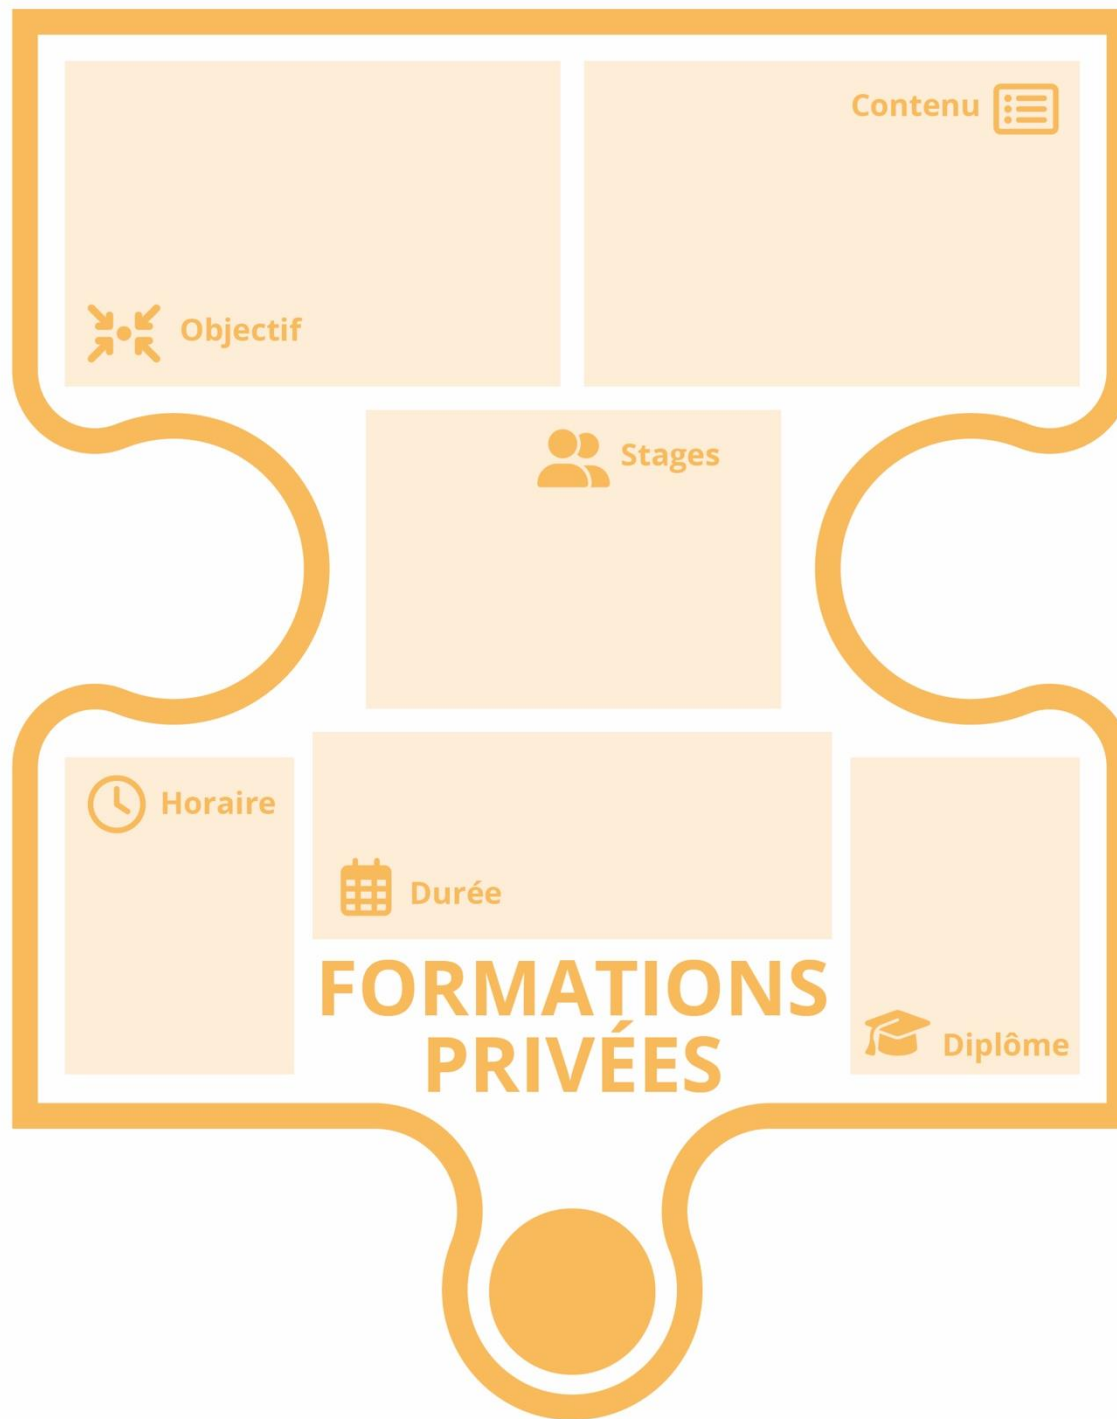 Contenu
Objectif
Stages
Horaire
Durée
FORMATIONS
PRIVÉES
Diplôme